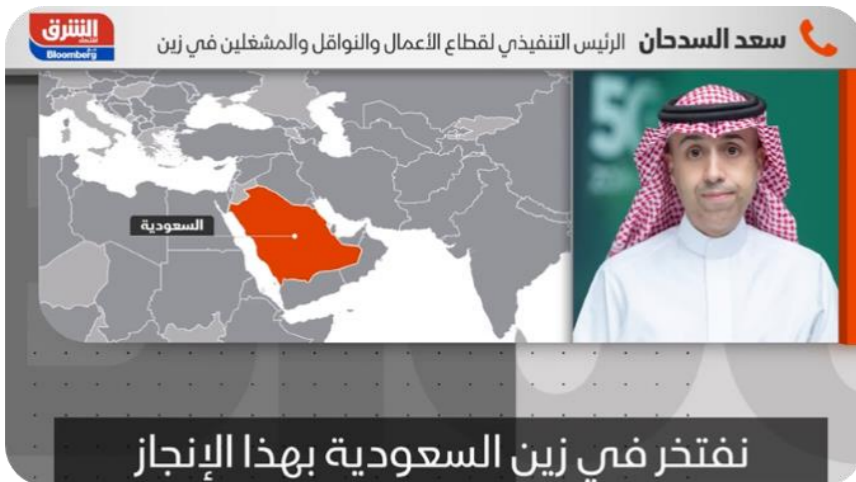 سعد السدحان الرئيس التنفيذي لقطاع الأعمال والنواقل والمشغلين في زين
الشرق
Bloomberg
5G
السعودية
نفتخر في زين السعودية بهذا الإنجاز